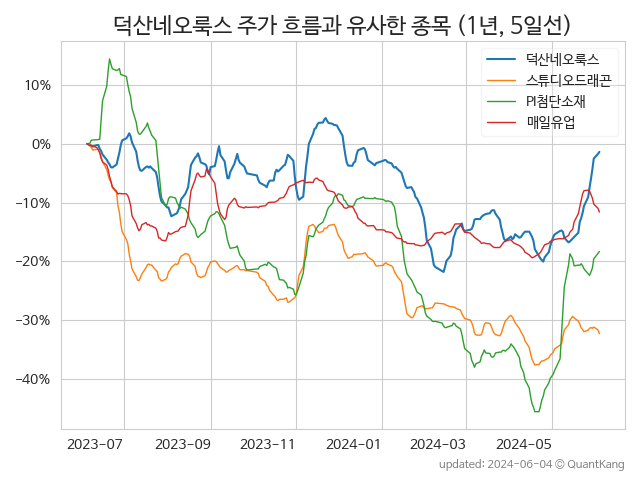 덕산네오룩스 주가 흐름과 유사한 종목 (1년, 5일선)
덕산네오룩스
스튜디오드래곤
PI첨단소재
매일유업
10%
0%
−10%
−20%
−30%
−40%
2023−07 2023−09 2023−11 2024−01 2024−03 2024−05
updated: 2024-06-04 © QuantKang